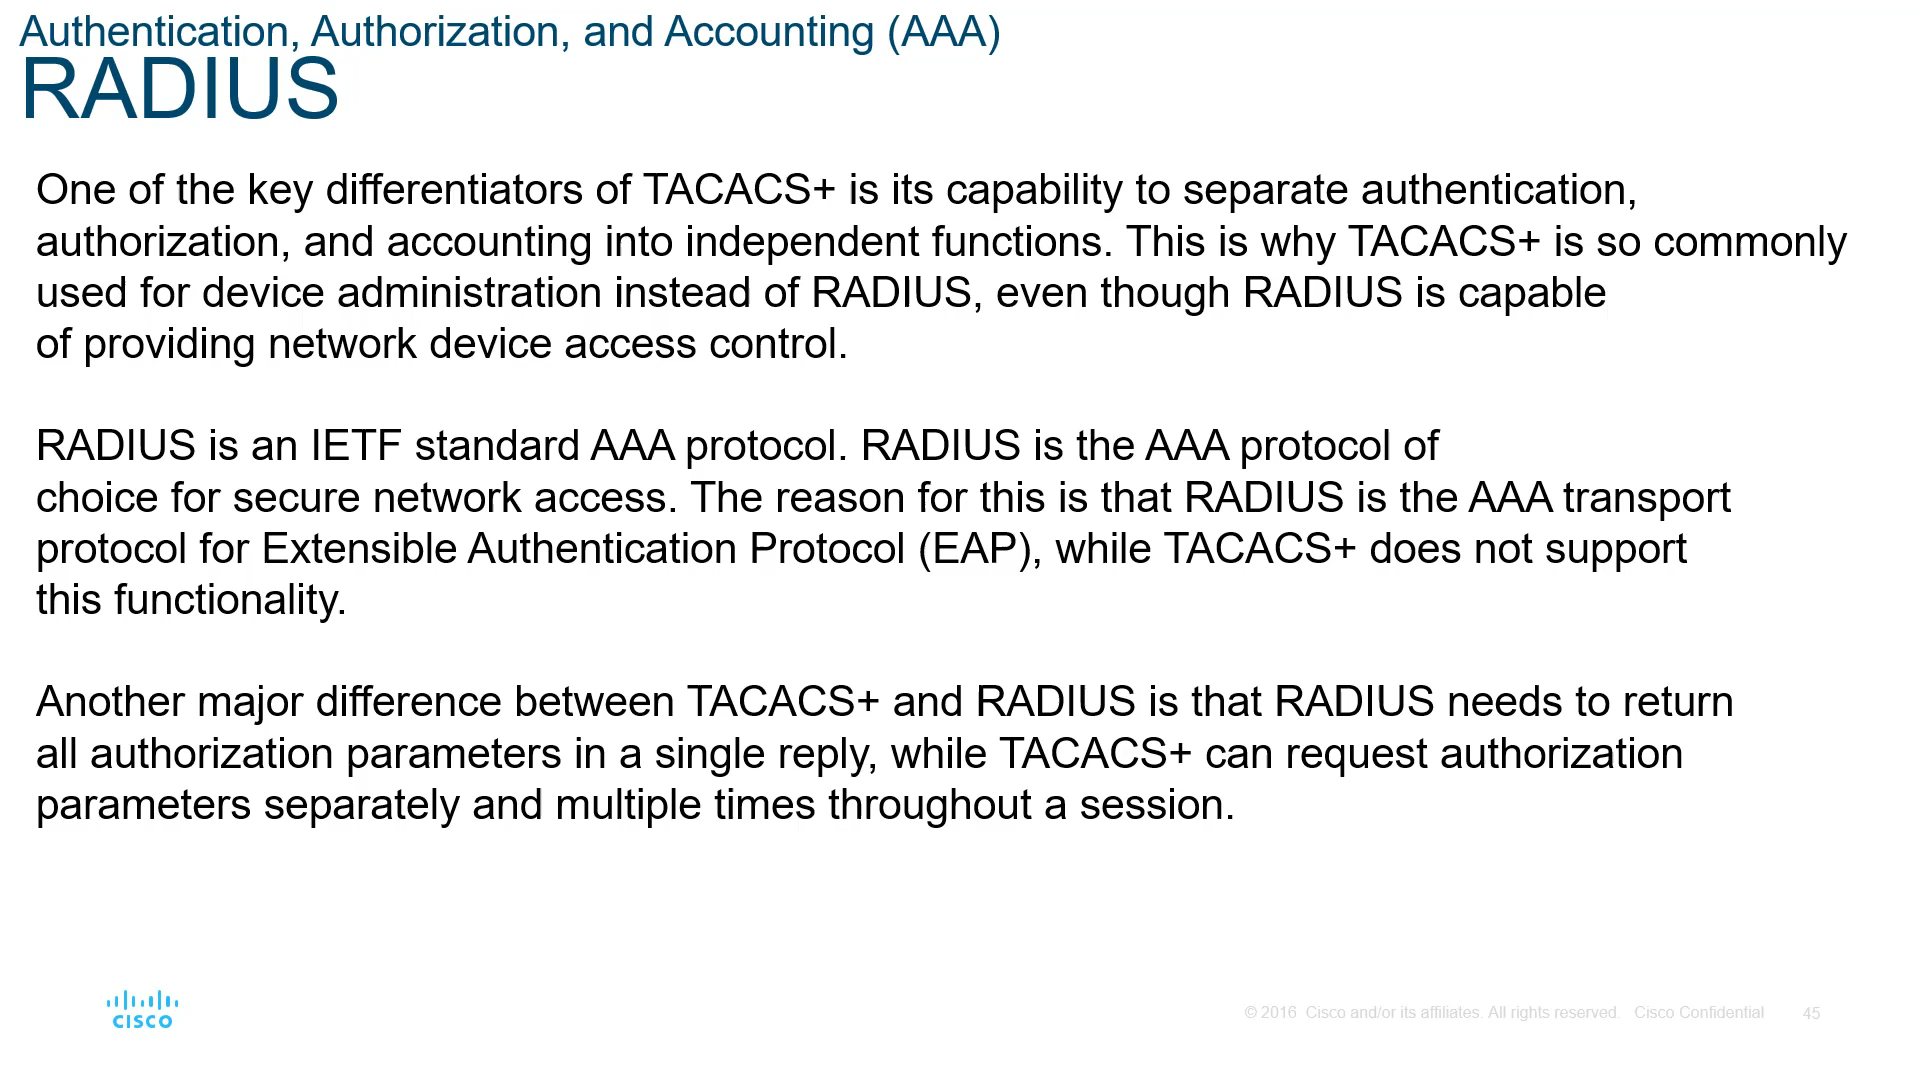 Authentication, Authorization, and Accounting (AAA)
RADIUS
One of the key differentiators of TACACS+ is its capability to separate authentication,
authorization, and accounting into independent functions. This is why TACACS+ is so commonly
used for device administration instead of RADIUS, even though RADIUS is capable
of providing network device access control.
RADIUS is an IETF standard AAA protocol. RADIUS is the AAA protocol of
choice for secure network access. The reason for this is that RADIUS is the AAA transport
protocol for Extensible Authentication Protocol (EAP), while TACACS+ does not support
this functionality.
Another major difference between TACACS+ and RADIUS is that RADIUS needs to return
all authorization parameters in a single reply, while TACACS+ can request authorization
parameters separately and multiple times throughout a session.
CISCO
© 2016 Cisco and/or its affiliates. All rights reserved. Cisco Confidential 45